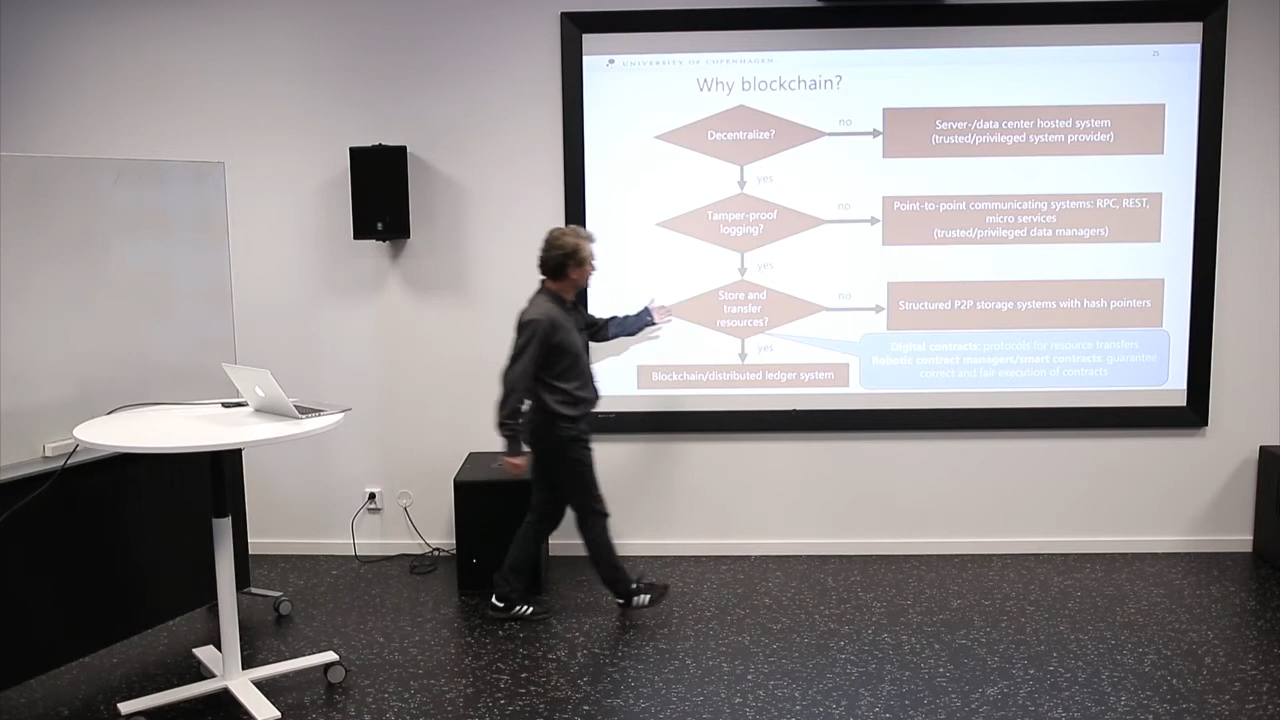 UNIVERSITY OF COPENHAGEN
25
Why blockchain?
Decentralize?
no
Server-/data center hosted system
(trusted/privileged system provider)
yes
Tamper-proof
logging?
no
Point-to-point communicating systems: RPC, REST,
micro services
(trusted/privileged data managers)
yes
Store and
transfer
resources?
no
Structured P2P storage systems with hash pointers
yes
Digital contracts: protocols for resource transfers
Robotic contract managers/smart contracts: guarantee
correct and fair execution of contracts
Blockchain/distributed ledger system